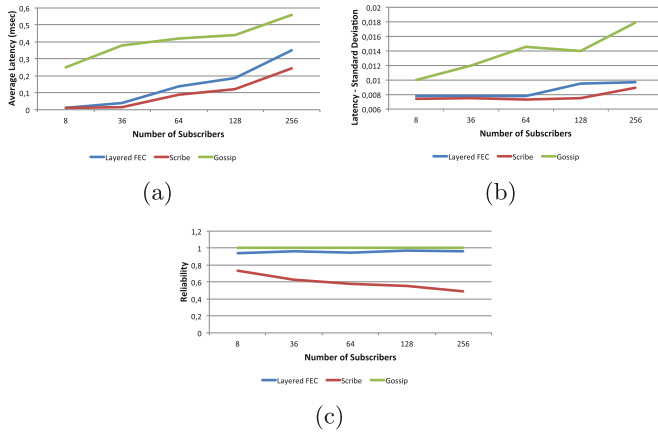 Average Latency (msec)
0,6
0,5
0,4
0,3
0,2
0,1
0
8 36 64 128 256
Number of Subscribers
Layered FEC Scribe Gossip
(a)
Latency - Standard Deviation
0,02
0,018
0,016
0,014
0,012
0,01
0,008
0,006
8 36 64 128 256
Number of Subscribers
Layered FEC Scribe Gossip
(b)
Reliability
1,2
1
0,8
0,6
0,4
0,2
0
8 36 64 128 256
Number of Subscribers
Layered FEC Scribe Gossip
(c)